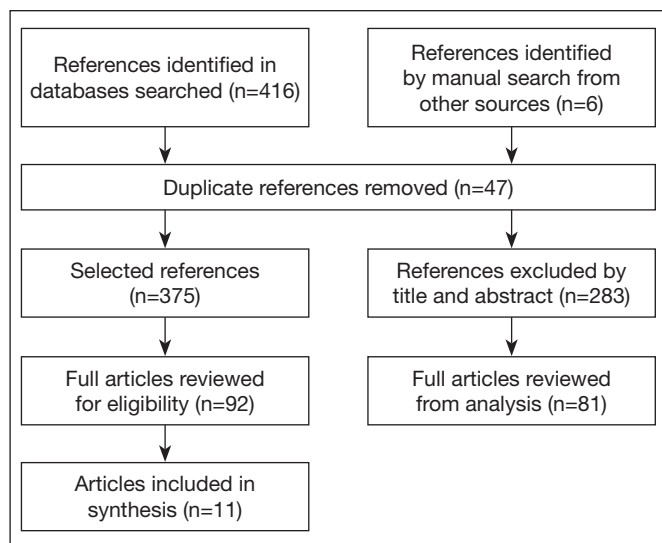 References identified in
databases searched (n=416)
References identified
by manual search from
other sources (n=6)
Duplicate references removed (n=47)
Selected references
(n=375)
References excluded by
title and abstract (n=283)
Full articles reviewed
for eligibility (n=92)
Full articles reviewed
from analysis (n=81)
Articles included in
synthesis (n=11)